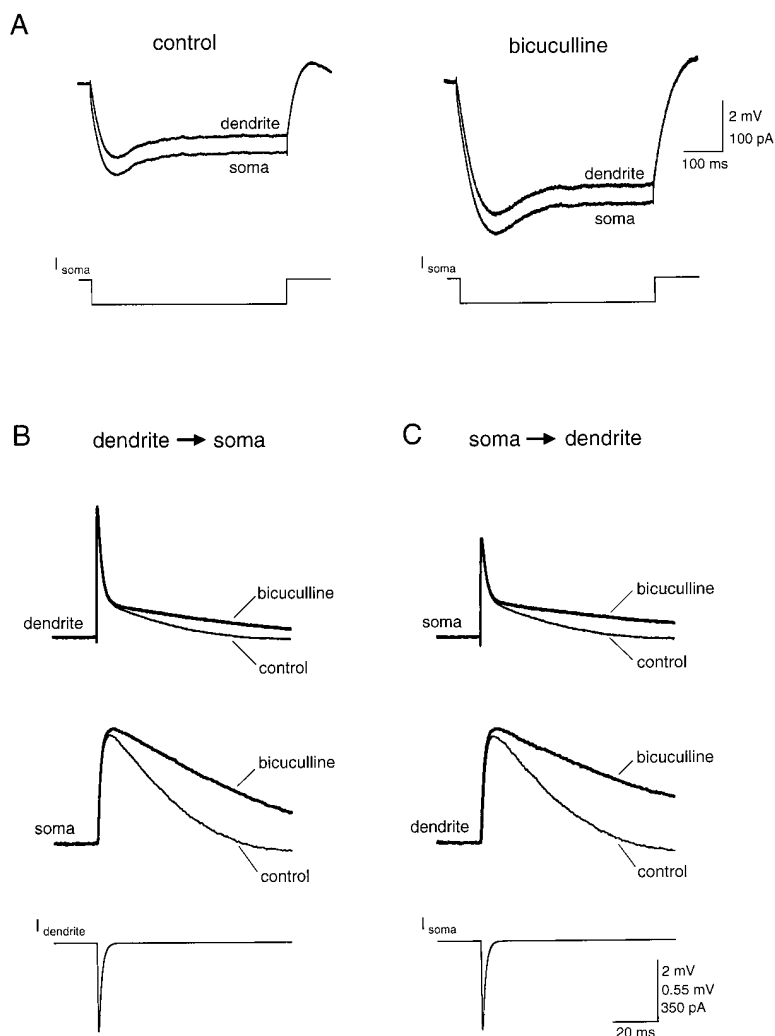 A
control
bicuculline
dendrite
soma
dendrite
soma
2 mV
100 pA
100 ms
I soma
I soma
B
dendrite → soma
C
soma → dendrite
bicuculline
dendrite
control
bicuculline
soma
control
bicuculline
soma
control
bicuculline
dendrite
control
I dendrite
I soma
2 mV
0.55 mV
350 pA
20 ms